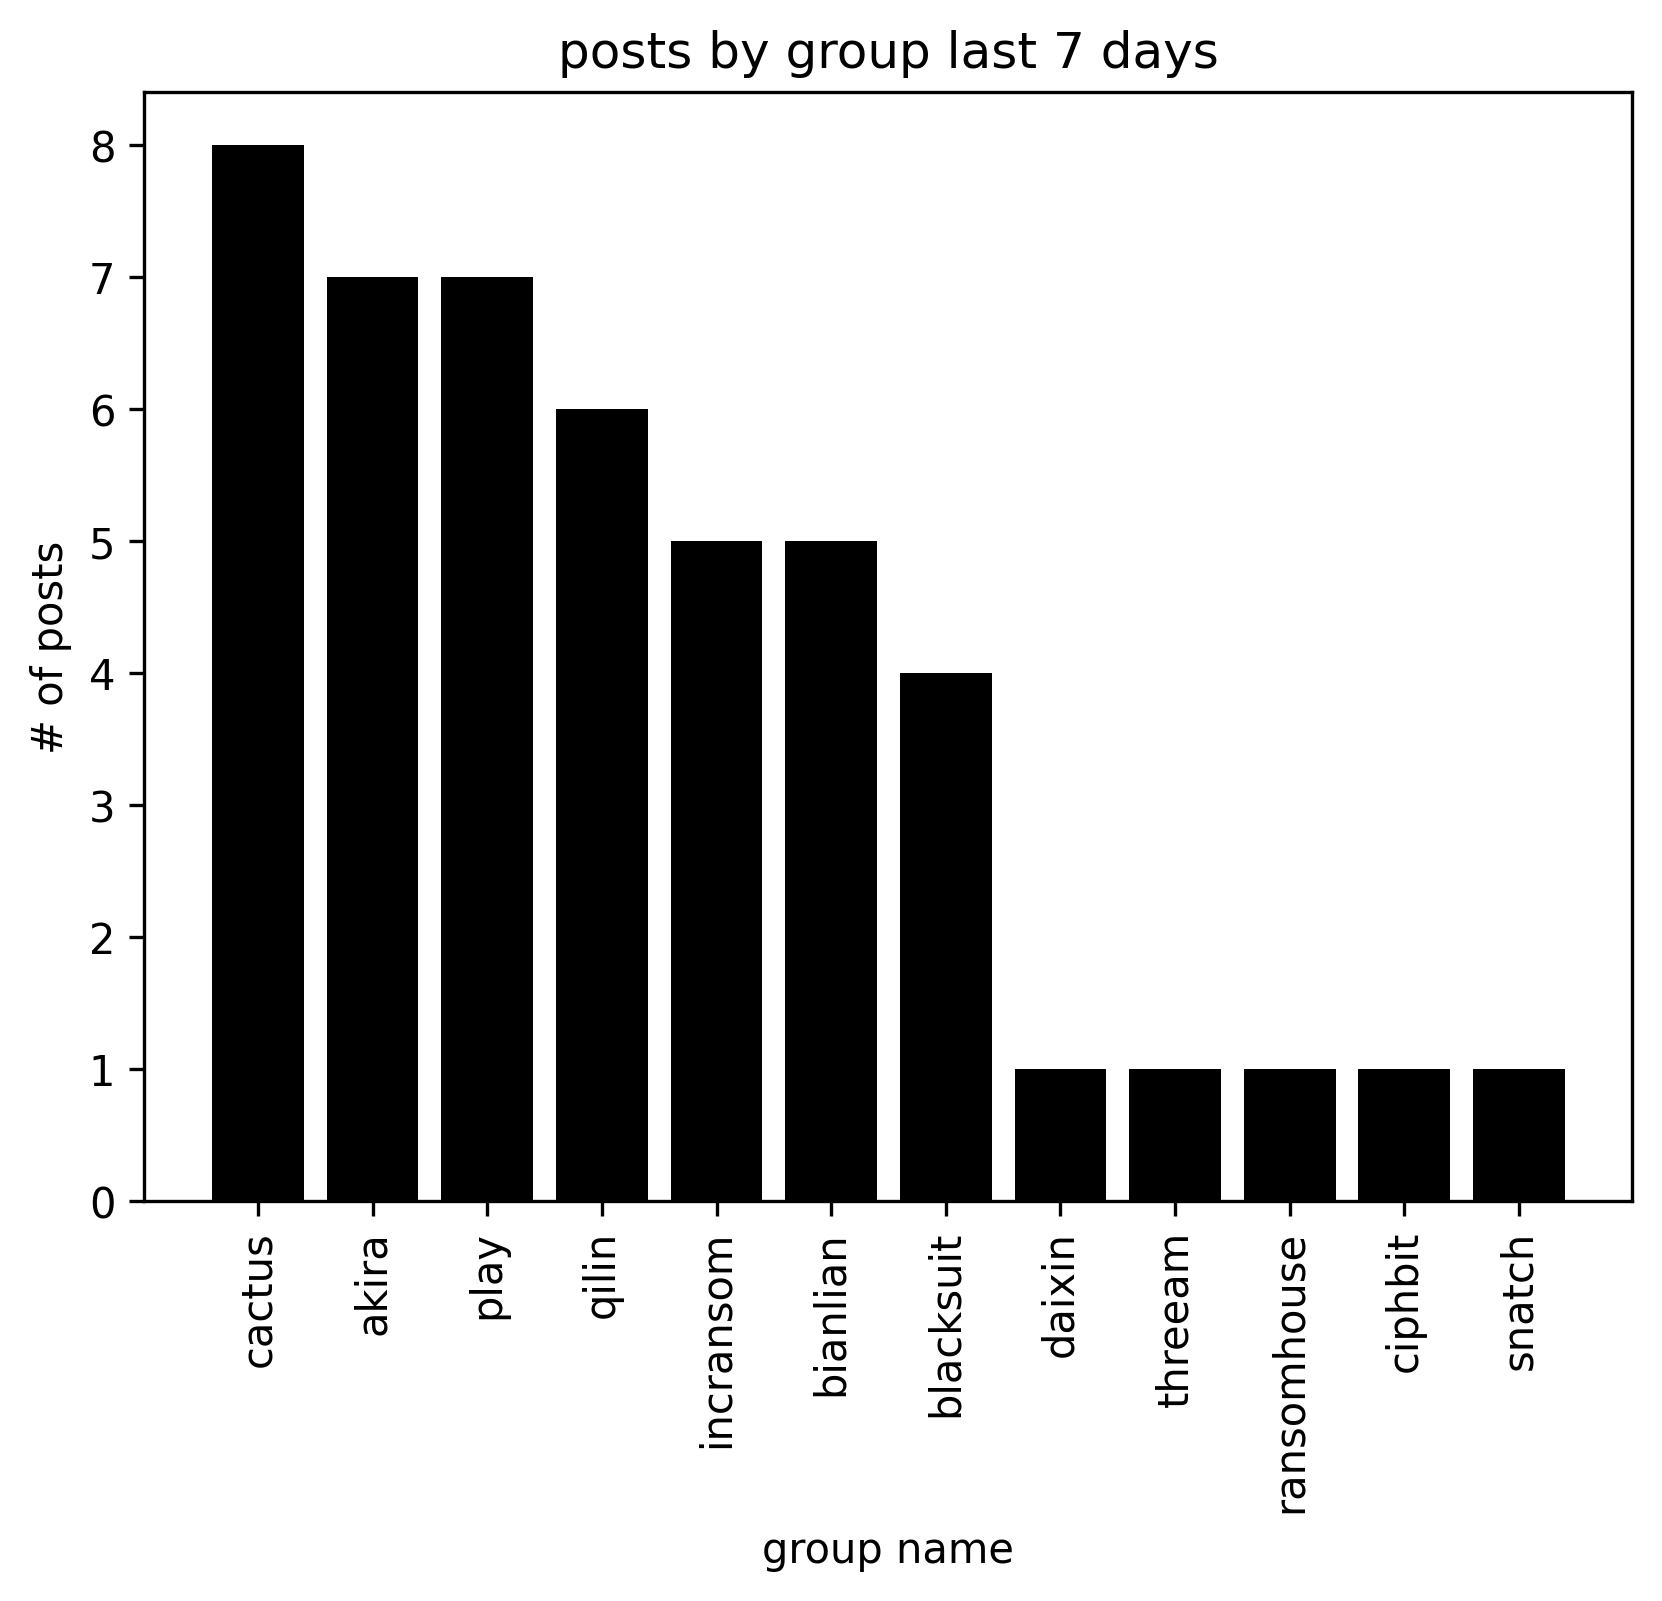 posts by group last 7 days
# of posts
8
7
6
5
4
3
2
1
0
cactus
akira
play
qilin
incransom
bianlian
blacksuit
daixin
threeam
ransomhouse
ciphbit
snatch
group name